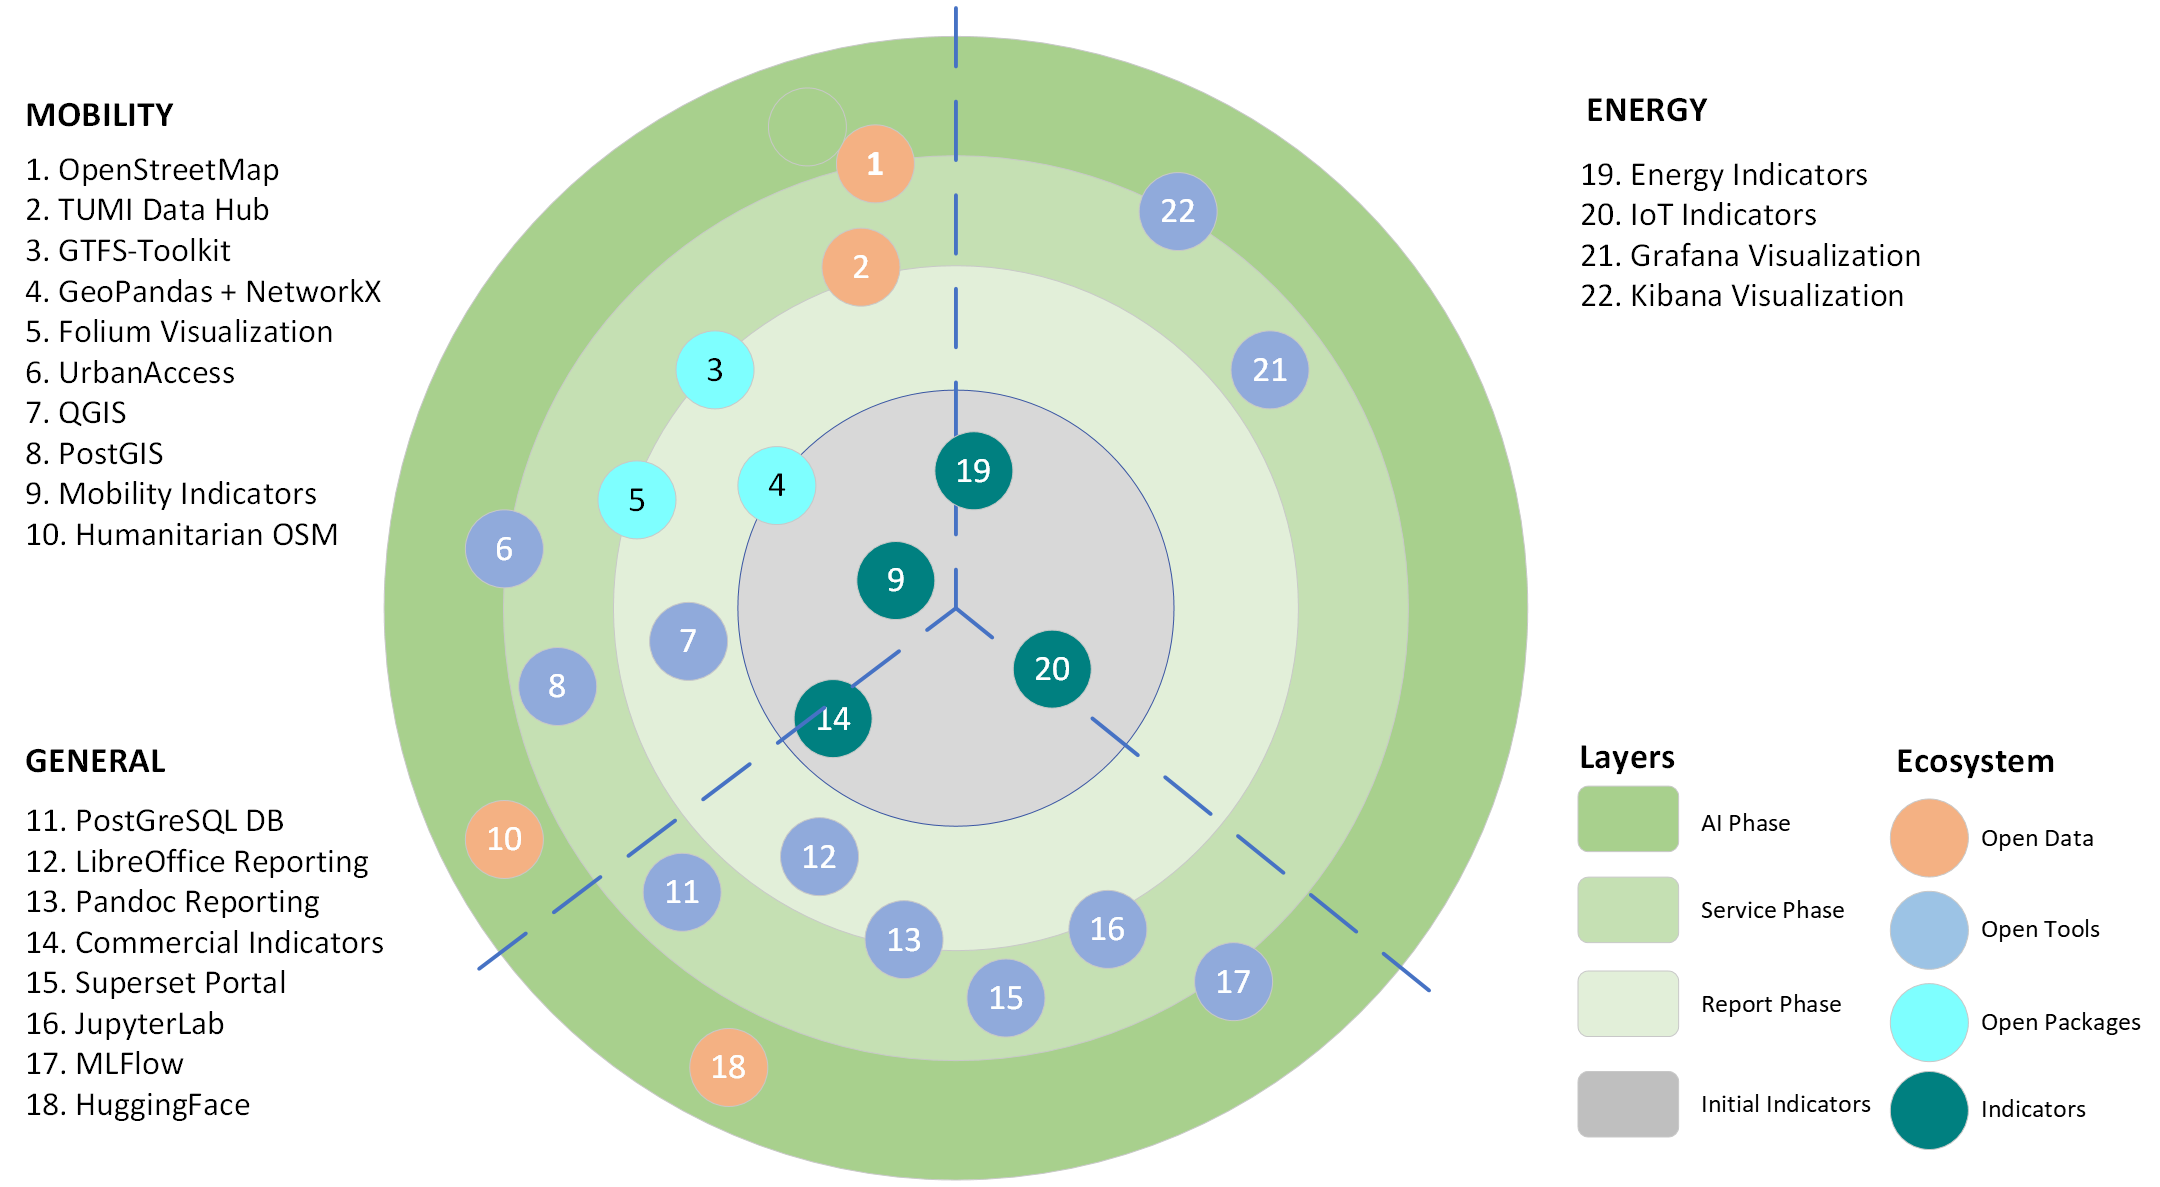 MOBILITY
1. OpenStreetMap
2. TUMI Data Hub
3. GTFS-Toolkit
4. GeoPandas + NetworkX
5. Folium Visualization
6. UrbanAccess
7. QGIS
8. PostGIS
9. Mobility Indicators
10. Humanitarian OSM
GENERAL
11. PostGreSQL DB
12. LibreOffice Reporting
13. Pandoc Reporting
14. Commercial Indicators
15. Superset Portal
16. JupyterLab
17. MLFlow
18. HuggingFace
1
2
3
4
5
6
7
8
9
10
11
12
13
14
15
16
17
18
19
20
21
22
ENERGY
19. Energy Indicators
20. IoT Indicators
21. Grafana Visualization
22. Kibana Visualization
Layers
AI Phase
Service Phase
Report Phase
Initial Indicators
Ecosystem
Open Data
Open Tools
Open Packages
Indicators